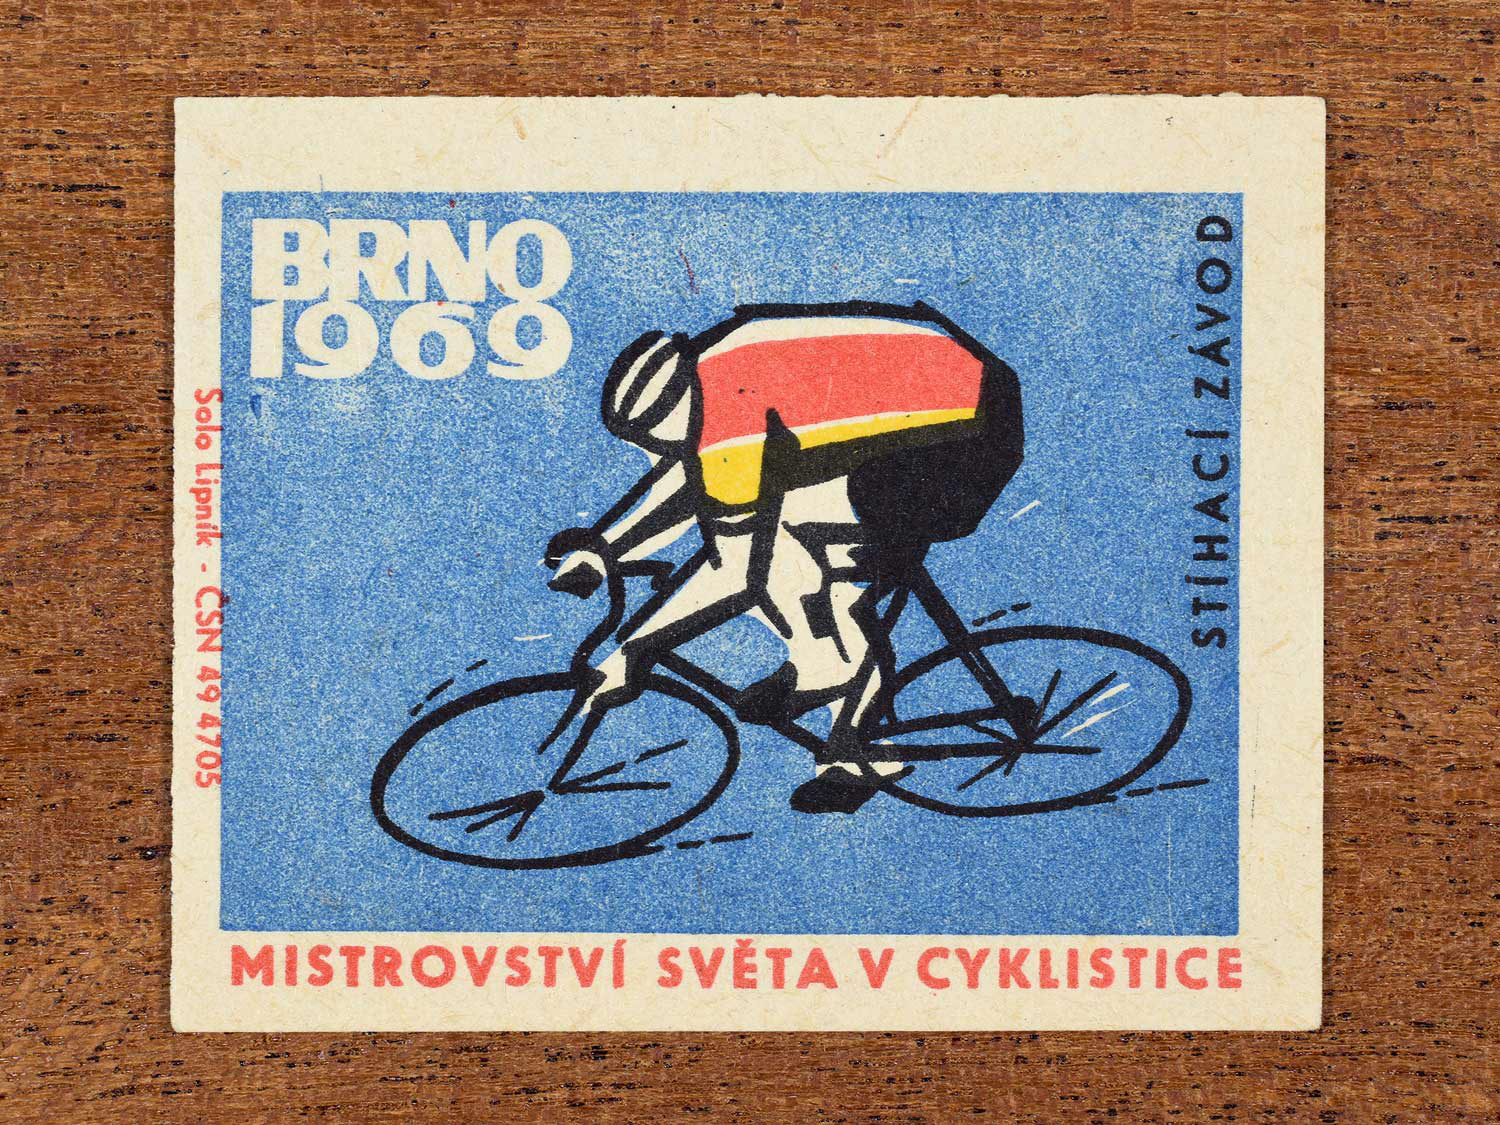 BRNO
1969
STÍHACÍ ZÁVOD
Solo Lipník - ČSN 49 4705
MISTROVSTVÍ SVĚTA V CYKLISTICE